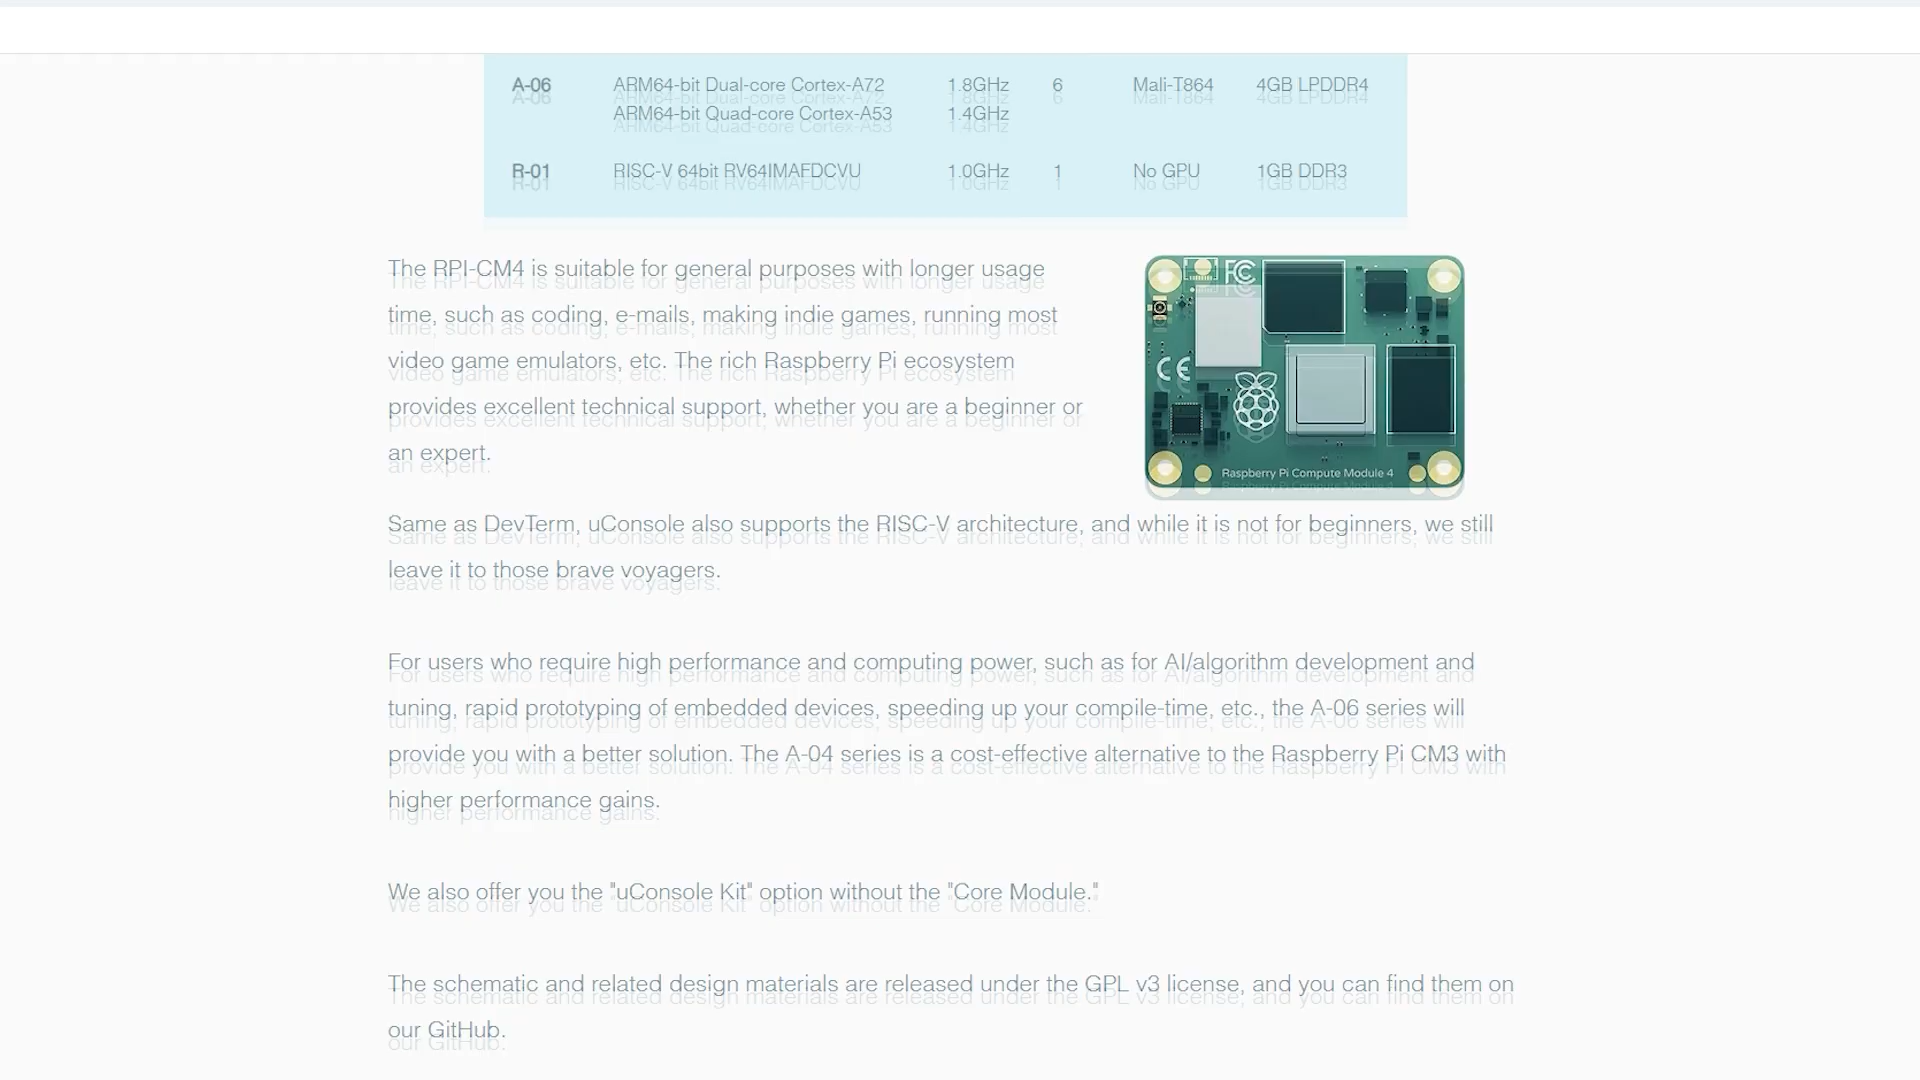 A-06 ARM64-bit Dual-core Cortex-A72 1.8GHz 6 Mali-T864 4GB LPDDR4
ARM64-bit Quad-core Cortex-A53 1.4GHz
R-01 RISC-V 64bit RV64IMAFDCVU 1.0GHz 1 No GPU 1GB DDR3
The RPI-CM4 is suitable for general purposes with longer usage
time, such as coding, e-mails, making indie games, running most
video game emulators, etc. The rich Raspberry Pi ecosystem
provides excellent technical support, whether you are a beginner or
an expert.
FC
CE
Raspberry Pi Compute Module 4
Same as DevTerm, uConsole also supports the RISC-V architecture, and while it is not for beginners, we still
leave it to those brave voyagers.
For users who require high performance and computing power, such as for AI/algorithm development and
tuning, rapid prototyping of embedded devices, speeding up your compile-time, etc., the A-06 series will
provide you with a better solution. The A-04 series is a cost-effective alternative to the Raspberry Pi CM3 with
higher performance gains.
We also offer you the "uConsole Kit" option without the "Core Module."
The schematic and related design materials are released under the GPL v3 license, and you can find them on
our GitHub.